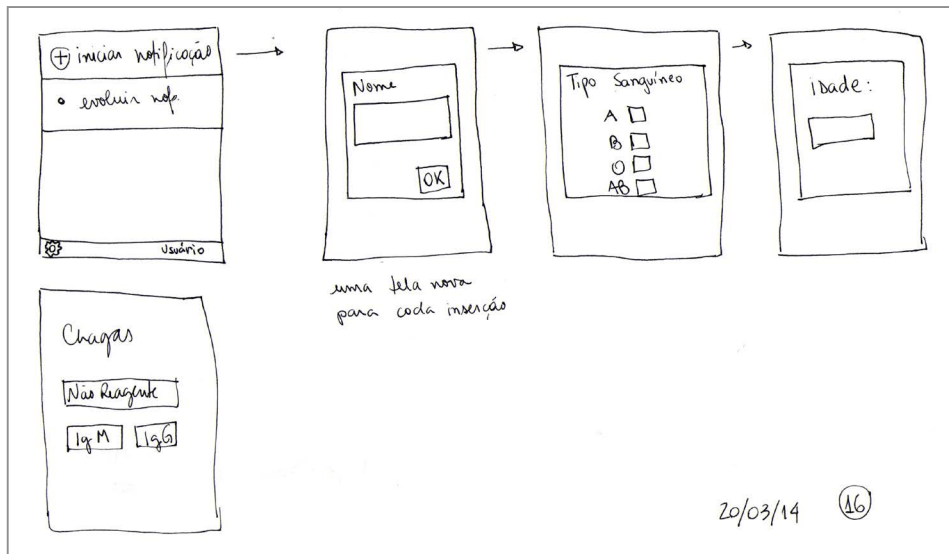 iniciar notificação
evoluir not.
Usuário
Nome
OK
uma tela nova
para cada inserção
Tipo Sanguíneo
A
B
O
AB
iDade:
Chagas
Não Reagente
IgM IgG
20/03/14 16